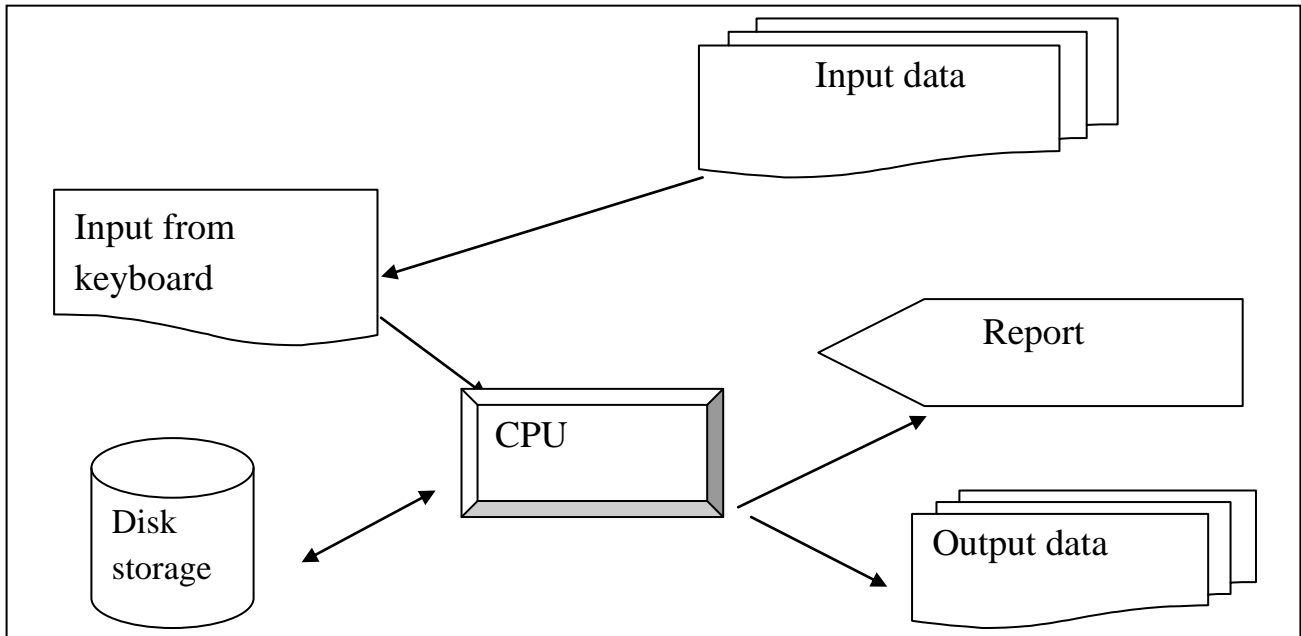 Input data
Input from
keyboard
Report
CPU
Disk
storage
Output data